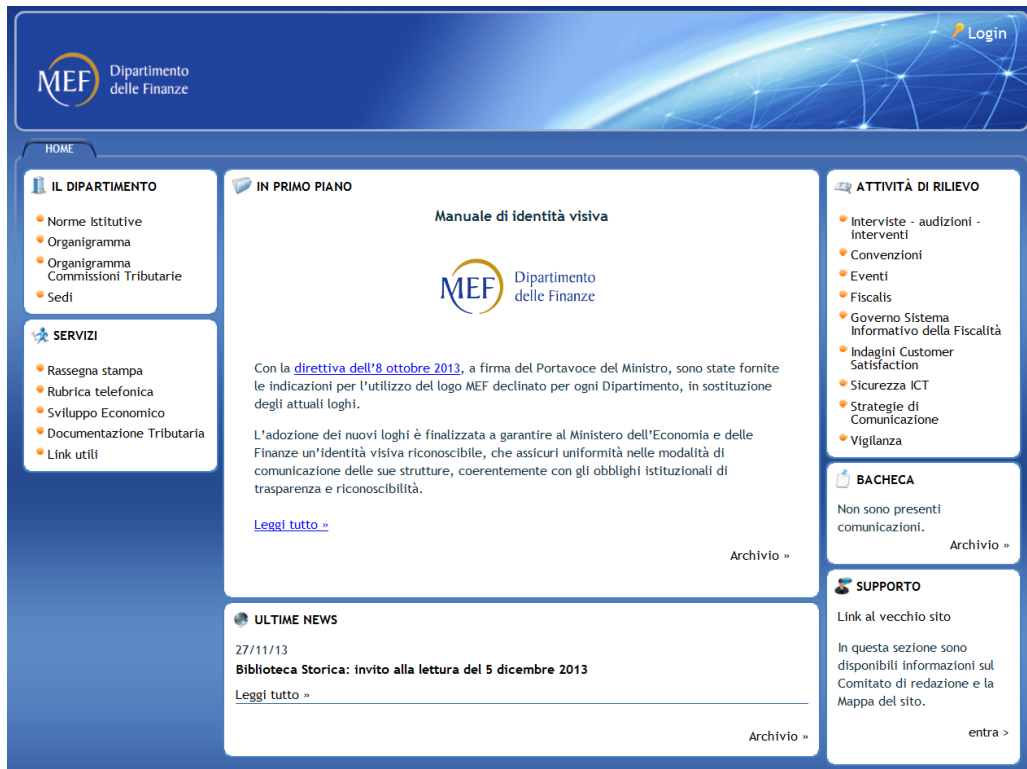 Login
MEF Dipartimento
delle Finanze
HOME
IL DIPARTIMENTO
Norme Istitutive
Organigramma
Organigramma
Commissioni Tributarie
Sedi
SERVIZI
Rassegna stampa
Rubrica telefonica
Sviluppo Economico
Documentazione Tributaria
Link utili
IN PRIMO PIANO
Manuale di identità visiva
MEF Dipartimento
delle Finanze
Con la direttiva dell'8 ottobre 2013, a firma del Portavoce del Ministro, sono state fornite
le indicazioni per l'utilizzo del logo MEF declinato per ogni Dipartimento, in sostituzione
degli attuali loghi.
L'adozione dei nuovi loghi è finalizzata a garantire al Ministero dell'Economia e delle
Finanze un'identità visiva riconoscibile, che assicuri uniformità nelle modalità di
comunicazione delle sue strutture, coerentemente con gli obblighi istituzionali di
trasparenza e riconoscibilità.
Leggi tutto »
Archivio »
ULTIME NEWS
27/11/13
Biblioteca Storica: invito alla lettura del 5 dicembre 2013
Leggi tutto »
Archivio »
ATTIVITÀ DI RILIEVO
Interviste - audizioni -
interventi
Convenzioni
Eventi
Fiscalis
Governo Sistema
Informativo della Fiscalità
Indagini Customer
Satisfaction
Sicurezza ICT
Strategie di
Comunicazione
Vigilanza
BACHECA
Non sono presenti
comunicazioni.
Archivio »
SUPPORTO
Link al vecchio sito
In questa sezione sono
disponibili informazioni sul
Comitato di redazione e la
Mappa del sito.
entra >